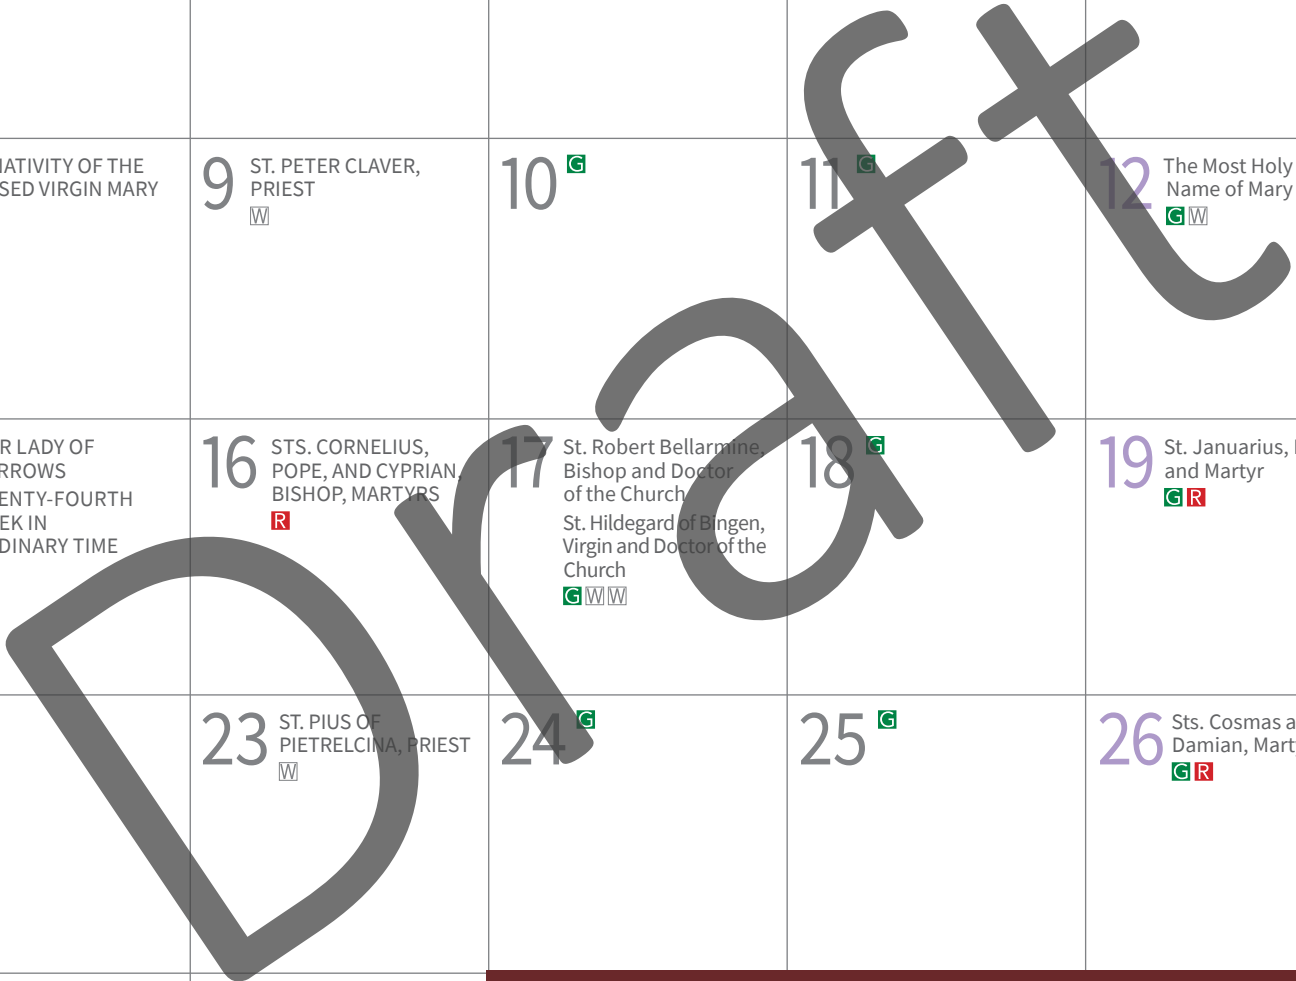 NATIVITY OF THE
SED VIRGIN MARY
9
ST. PETER CLAVER,
PRIEST
W
10 G
11 G
12
The Most Holy
Name of Mary
G W
R LADY OF
RROWS
ENTY-FOURTH
EK IN
DINARY TIME
16
STS. CORNELIUS,
POPE, AND CYPRIAN,
BISHOP, MARTYRS
R
17
St. Robert Bellarmine,
Bishop and Doctor
of the Church
St. Hildegard of Bingen,
Virgin and Doctor of the
Church
G W W
18 G
19
St. Januarius,
and Martyr
G R
23
ST. PIUS OF
PIETRELCINA, PRIEST
W
24 G
25 G
26
Sts. Cosmas a
Damian, Mart
G R
Draft